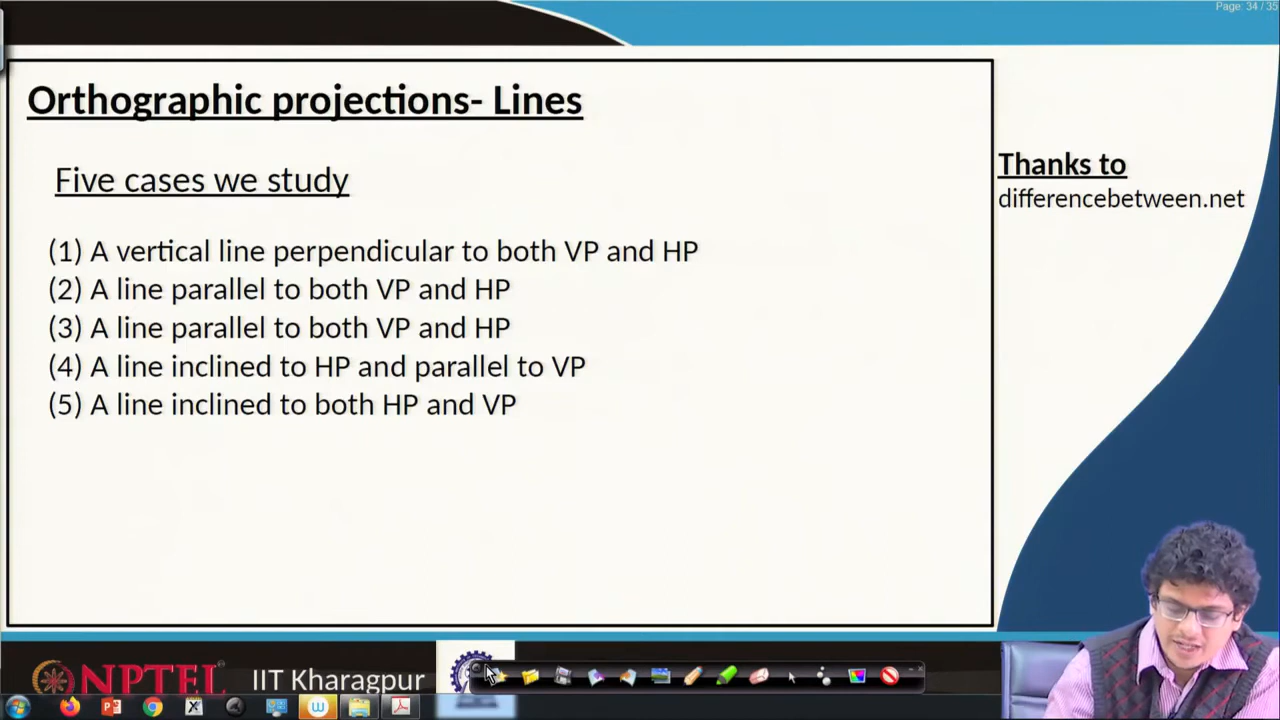 Page: 34 / 35
Orthographic projections- Lines
Five cases we study
(1) A vertical line perpendicular to both VP and HP
(2) A line parallel to both VP and HP
(3) A line parallel to both VP and HP
(4) A line inclined to HP and parallel to VP
(5) A line inclined to both HP and VP
Thanks to
differencebetween.net
NPTEL IIT Kharagpur